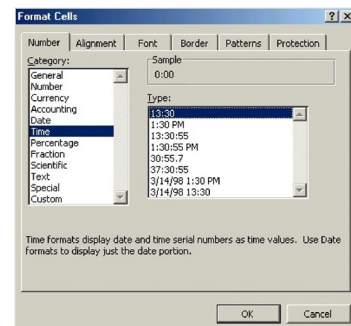 Format Cells
Number Alignment Font Border Patterns Protection
Category:
General
Number
Currency
Accounting
Date
Time
Percentage
Fraction
Scientific
Text
Special
Custom
Sample
0:00
Type:
13:30
1:30 PM
13:30:55
1:30:55 PM
30:55.7
37:30:55
3/14/98 1:30 PM
3/14/98 13:30
Time formats display date and time serial numbers as time values. Use Date
formats to display just the date portion.
OK Cancel